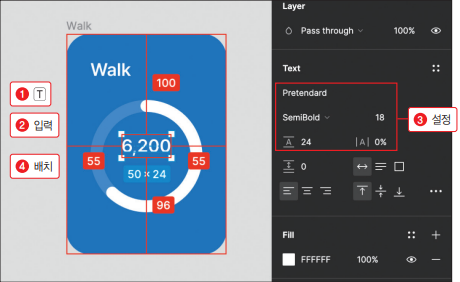 Walk
Walk
100
6,200
55
55
50 × 24
96
1 T
2 입력
4 배치
3 설정
Layer
Pass through
100%
Text
Pretendard
SemiBold
18
24
|A| 0%
0
Fill
FFFFFF
100%